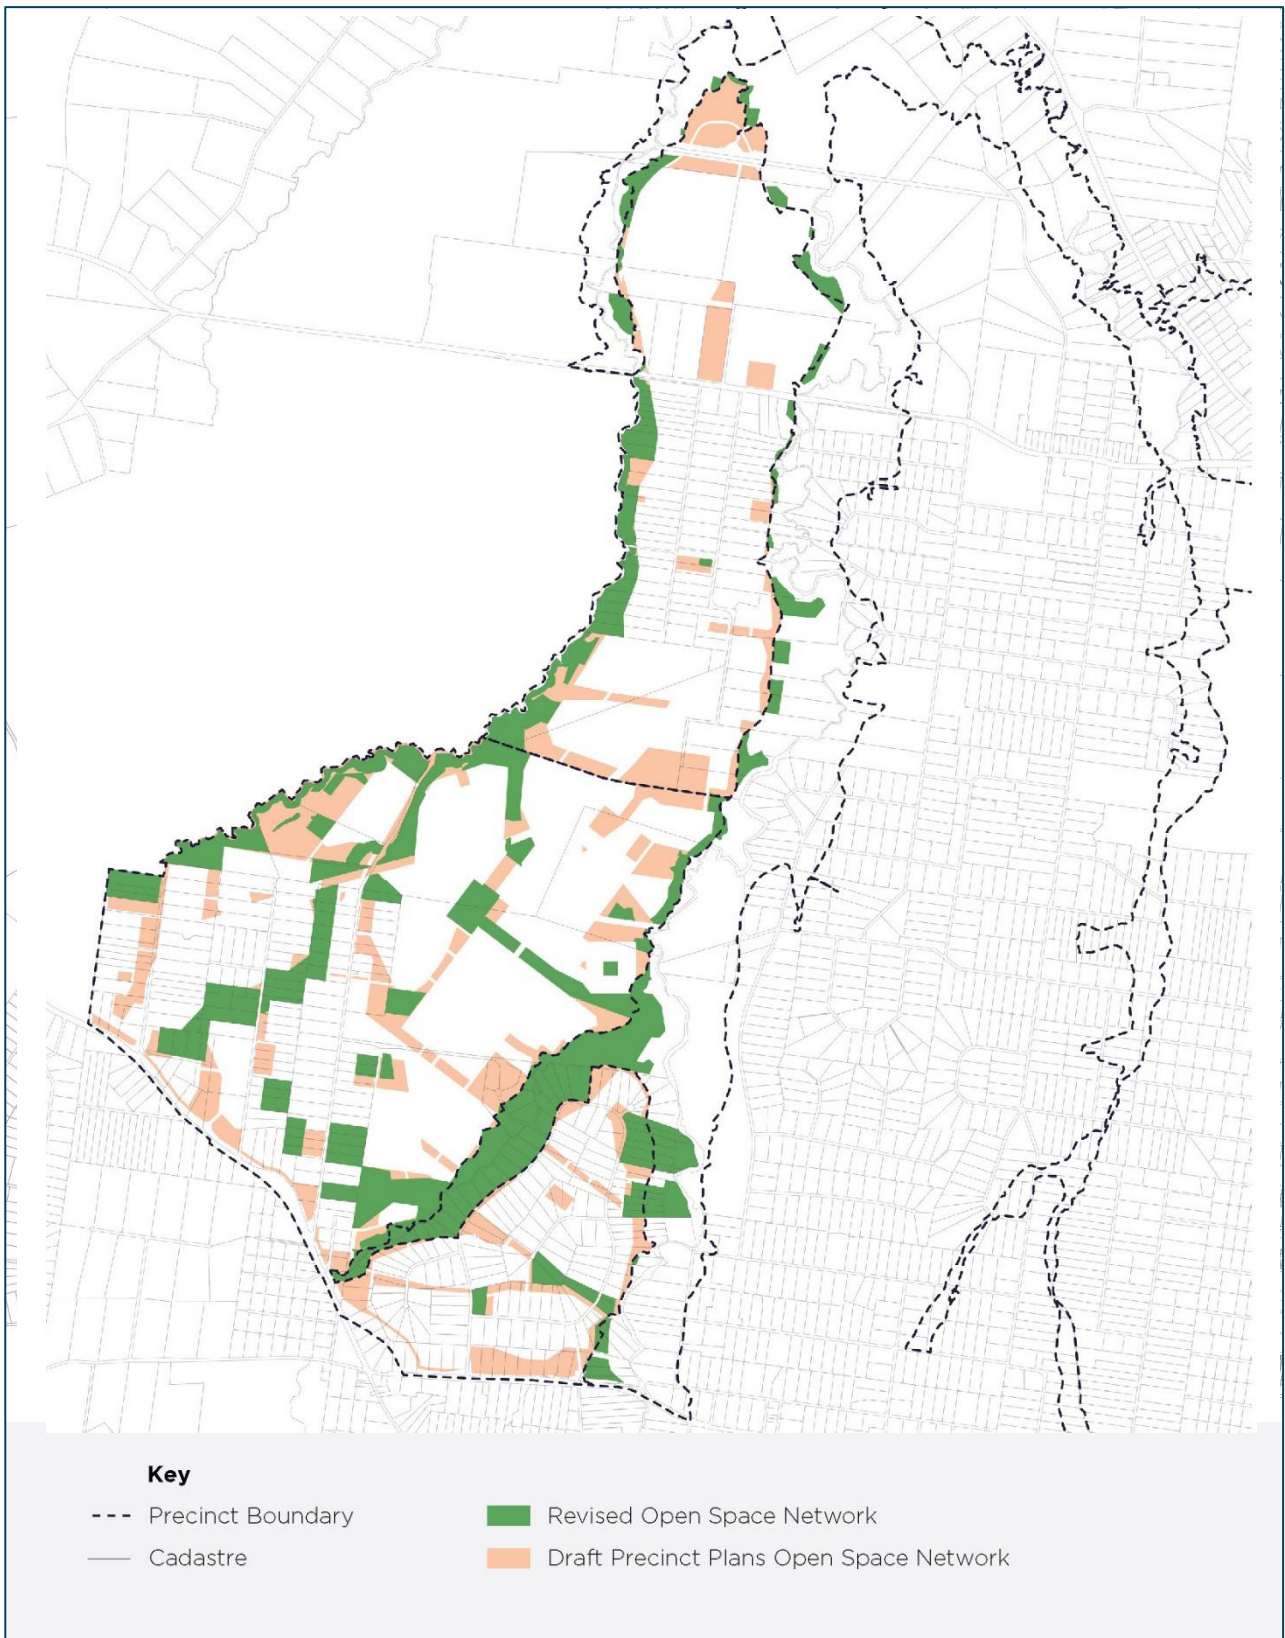 Key
Precinct Boundary
Revised Open Space Network
Cadastre
Draft Precinct Plans Open Space Network